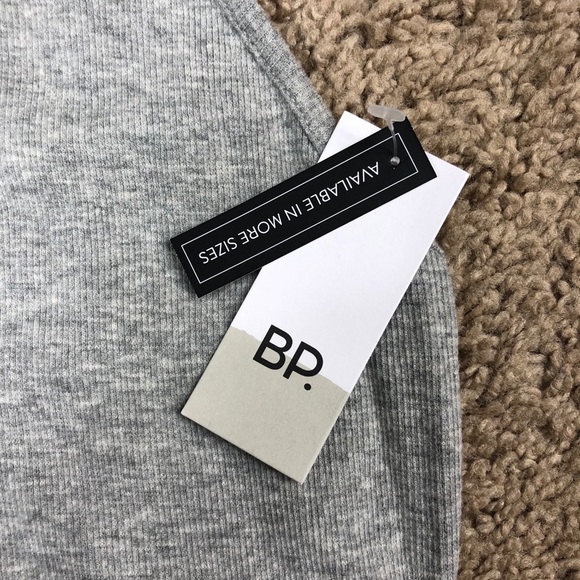 AVAILABLE IN MORE SIZES
BP.